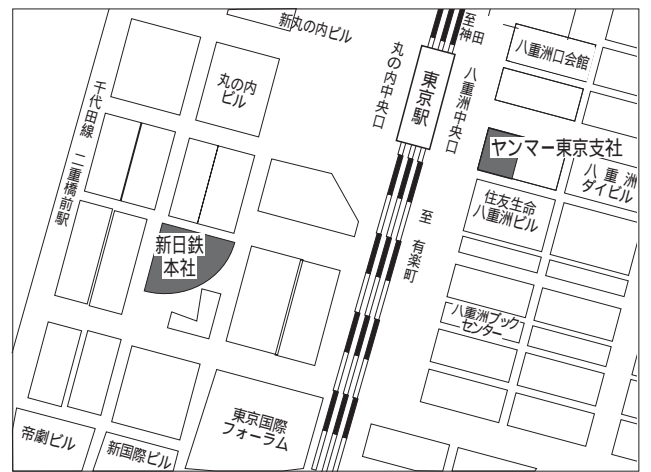 新丸の内ビル
至
神田
八重洲口会館
丸の内
ビル
丸の内中央口
東京駅
八重洲中央口
千代田線 二重橋前駅
ヤンマー東京支社
八重洲
ダイビル
住友生命
八重洲ビル
至 有楽町
新日鉄
本社
八重洲ブック
センター
東京国際
フォーラム
帝劇ビル
新国際ビル